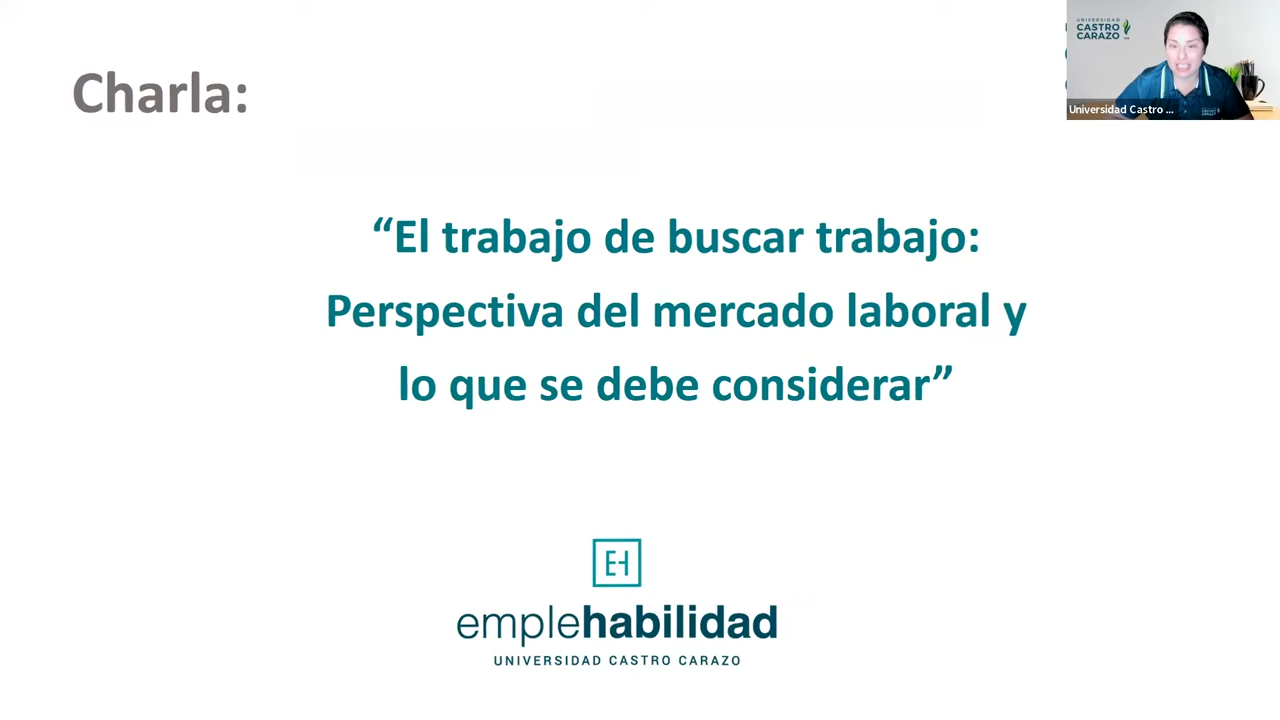 Charla:
“El trabajo de buscar trabajo:
Perspectiva del mercado laboral y
lo que se debe considerar”
EH
emplehabilidad
UNIVERSIDAD CASTRO CARAZO
UNIVERSIDAD
CASTRO
CARAZO
Universidad Castro ...